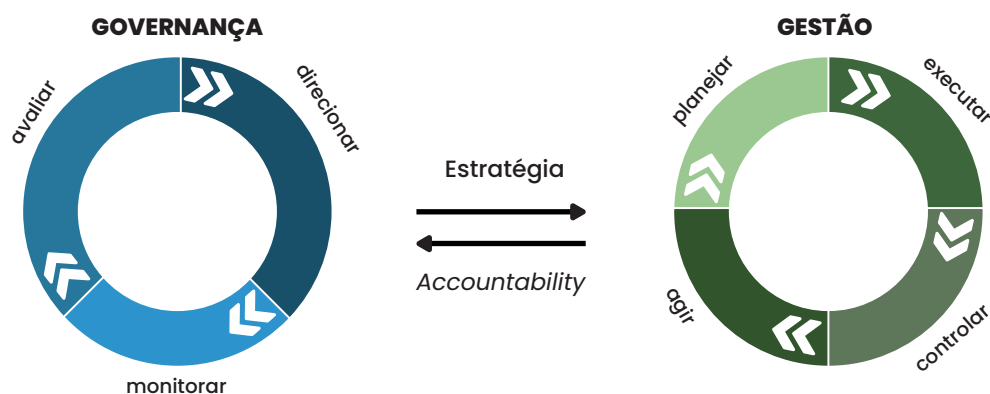 GOVERNANÇA
GESTÃO
avaliar
direcionar
monitorar
Estratégia
Accountability
planejar
executar
agir
controlar